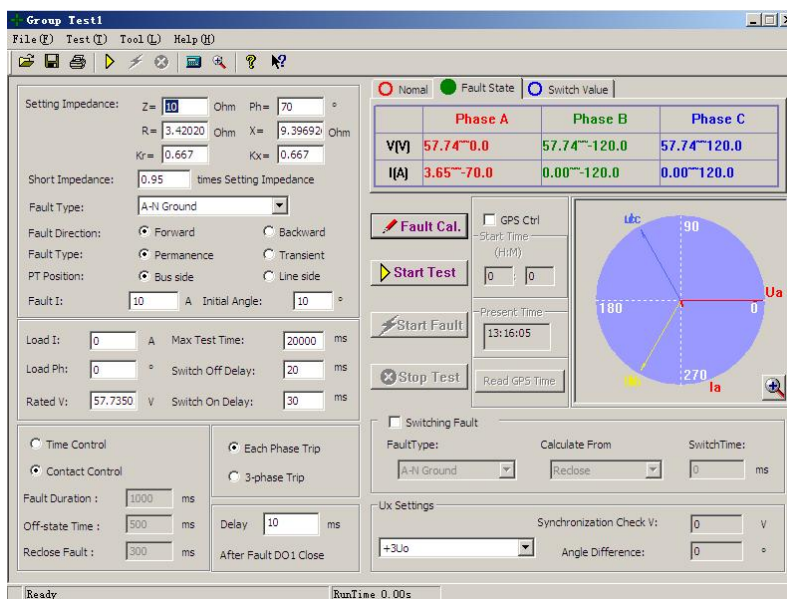 Group Test1
File(F) Test(T) Tool(L) Help(H)
Setting Impedance: Z= 10 Ohm Ph= 70 °
R= 3.42020 Ohm X= 9.39692 Ohm
Kr= 0.667 Kx= 0.667
Short Impedance: 0.95 times Setting Impedance
Fault Type: A-N Ground
Fault Direction: Forward Backward
Fault Type: Permanence Transient
PT Position: Bus side Line side
Fault I: 10 A Initial Angle: 10 °
Load I: 0 A Max Test Time: 20000 ms
Load Ph: 0 ° Switch Off Delay: 20 ms
Rated V: 57.7350 V Switch On Delay: 30 ms
Time Control
Contact Control
Fault Duration : 1000 ms
Off-state Time : 500 ms
Reclose Fault : 300 ms
Each Phase Trip
3-phase Trip
Delay 10 ms
After Fault DO1 Close
Nomal Fault State Switch Value
Phase A Phase B Phase C
V(V) 57.74~~0.0 57.74~~-120.0 57.74~~120.0
I(A) 3.65~~-70.0 0.00~~-120.0 0.00~~120.0
Fault Cal.
Start Test
Start Fault
Stop Test
GPS Ctrl
Start Time
(H:M)
0 : 0
Present Time
13:16:05
Read GPS Time
90
180
0
270
Ua
Ia
Switching Fault
FaultType: Calculate From SwitchTime:
A-N Ground Reclose 0 ms
Ux Settings
Synchronization Check V: 0 V
+3Uo
Angle Difference: 0 °
Ready RunTime 0.00s